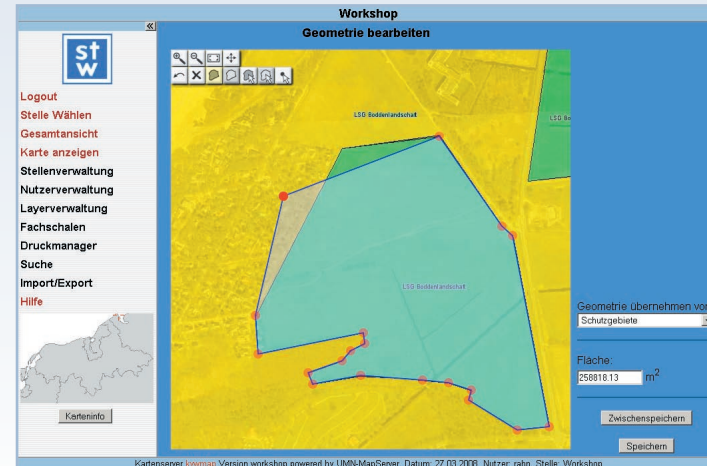 Workshop
«
Geometrie bearbeiten
st
w
Logout
Stelle Wählen
Gesamtansicht
Karte anzeigen
Stellenverwaltung
Nutzerverwaltung
Layerverwaltung
Fachschalen
Druckmanager
Suche
Import/Export
Hilfe
Karteninfo
LSG Boddenlandschaft
LSG Bo
LSG Boddenlandschaft
Geometrie übernehmen von
Schutzgebiete
Fläche:
258818.13 m²
Zwischenspeichern
Speichern
Kartenserver kvwmap Version workshop powered by UMN-MapServer, Datum: 27.03.2008, Nutzer: rahn, Stelle: Workshop